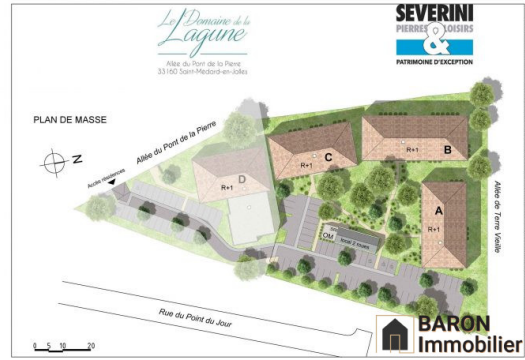 Le Domaine de la
Lagune
Allée du Pont de la Pierre
33160 Saint-Médard-en-Jalles
SEVERINI
PIERRES & LOISIRS
PATRIMOINE D'EXCEPTION
PLAN DE MASSE
N
Allée du Pont de la Pierre
Accès résidences
D
R+1
C
R+1
B
R+1
A
R+1
Allée de Terre Vieille
OM
local 2 roues
Rue du Point du Jour
0 5 10 20
BARON
Immobilier